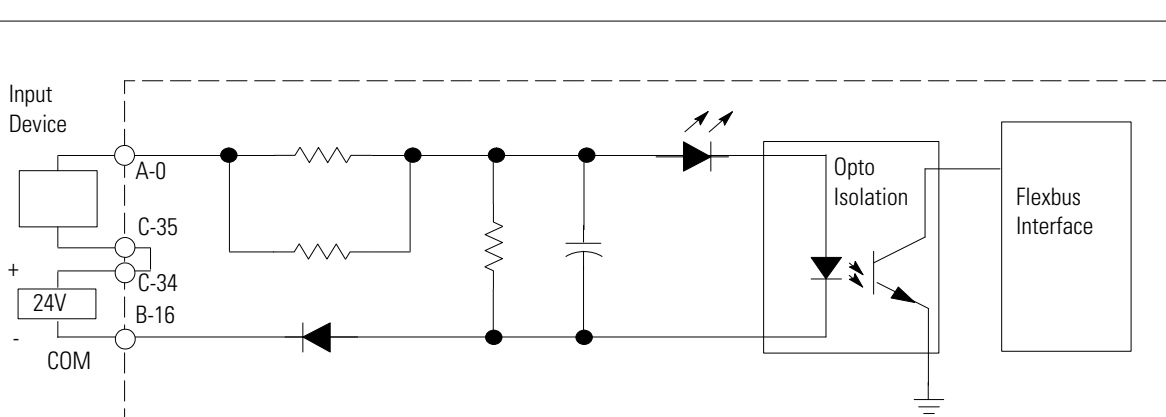 Input
Device
A-0
C-35
+
C-34
24V
B-16
-
COM
Opto
Isolation
Flexbus
Interface